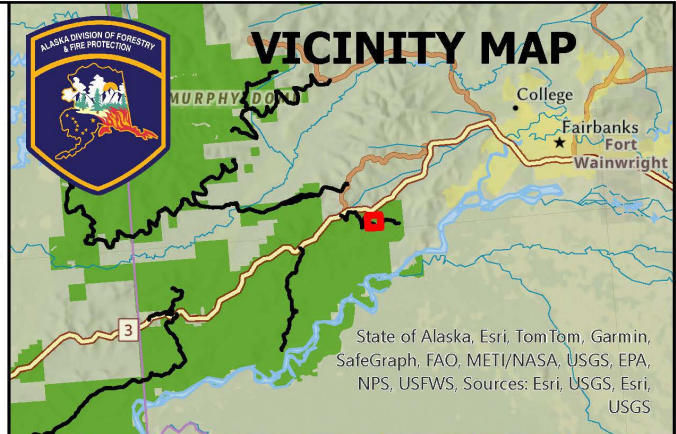 ALASKA DIVISION OF FORESTRY
& FIRE PROTECTION
VICINITY MAP
MURPHY DOM
College
Fairbanks
Fort
Wainwright
3
State of Alaska, Esri, TomTom, Garmin,
SafeGraph, FAO, METI/NASA, USGS, EPA,
NPS, USFWS, Sources: Esri, USGS, Esri,
USGS